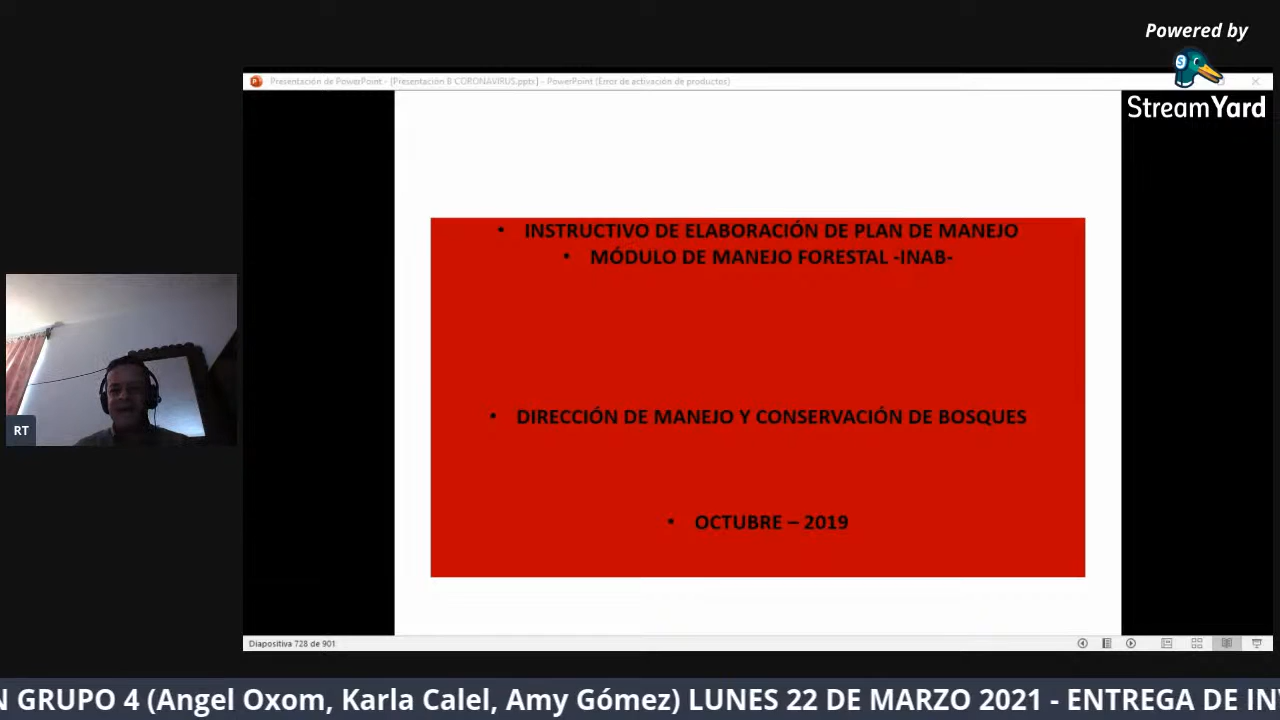 Powered by
StreamYard
Presentación de PowerPoint - [Presentación B CORONAVIRUS.pptx] - PowerPoint (Error de activación de productos)
• INSTRUCTIVO DE ELABORACIÓN DE PLAN DE MANEJO
• MÓDULO DE MANEJO FORESTAL -INAB-
• DIRECCIÓN DE MANEJO Y CONSERVACIÓN DE BOSQUES
• OCTUBRE – 2019
RT
Diapositiva 728 de 901
N GRUPO 4 (Angel Oxom, Karla Calel, Amy Gómez) LUNES 22 DE MARZO 2021 - ENTREGA DE IN